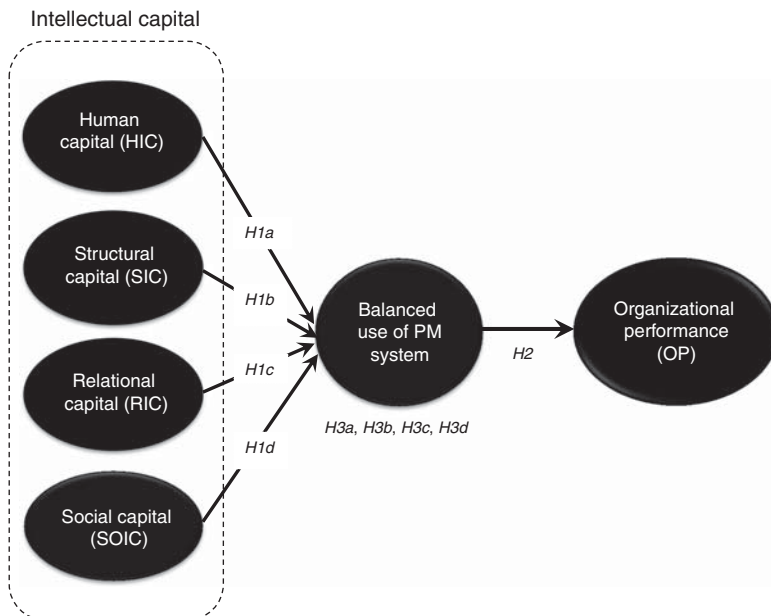 Intellectual capital
Human
capital (HIC)
H1a
Structural
capital (SIC)
H1b
Relational
capital (RIC)
H1c
H1d
Social capital
(SOIC)
Balanced
use of PM
system
H3a, H3b, H3c, H3d
H2
Organizational
performance
(OP)